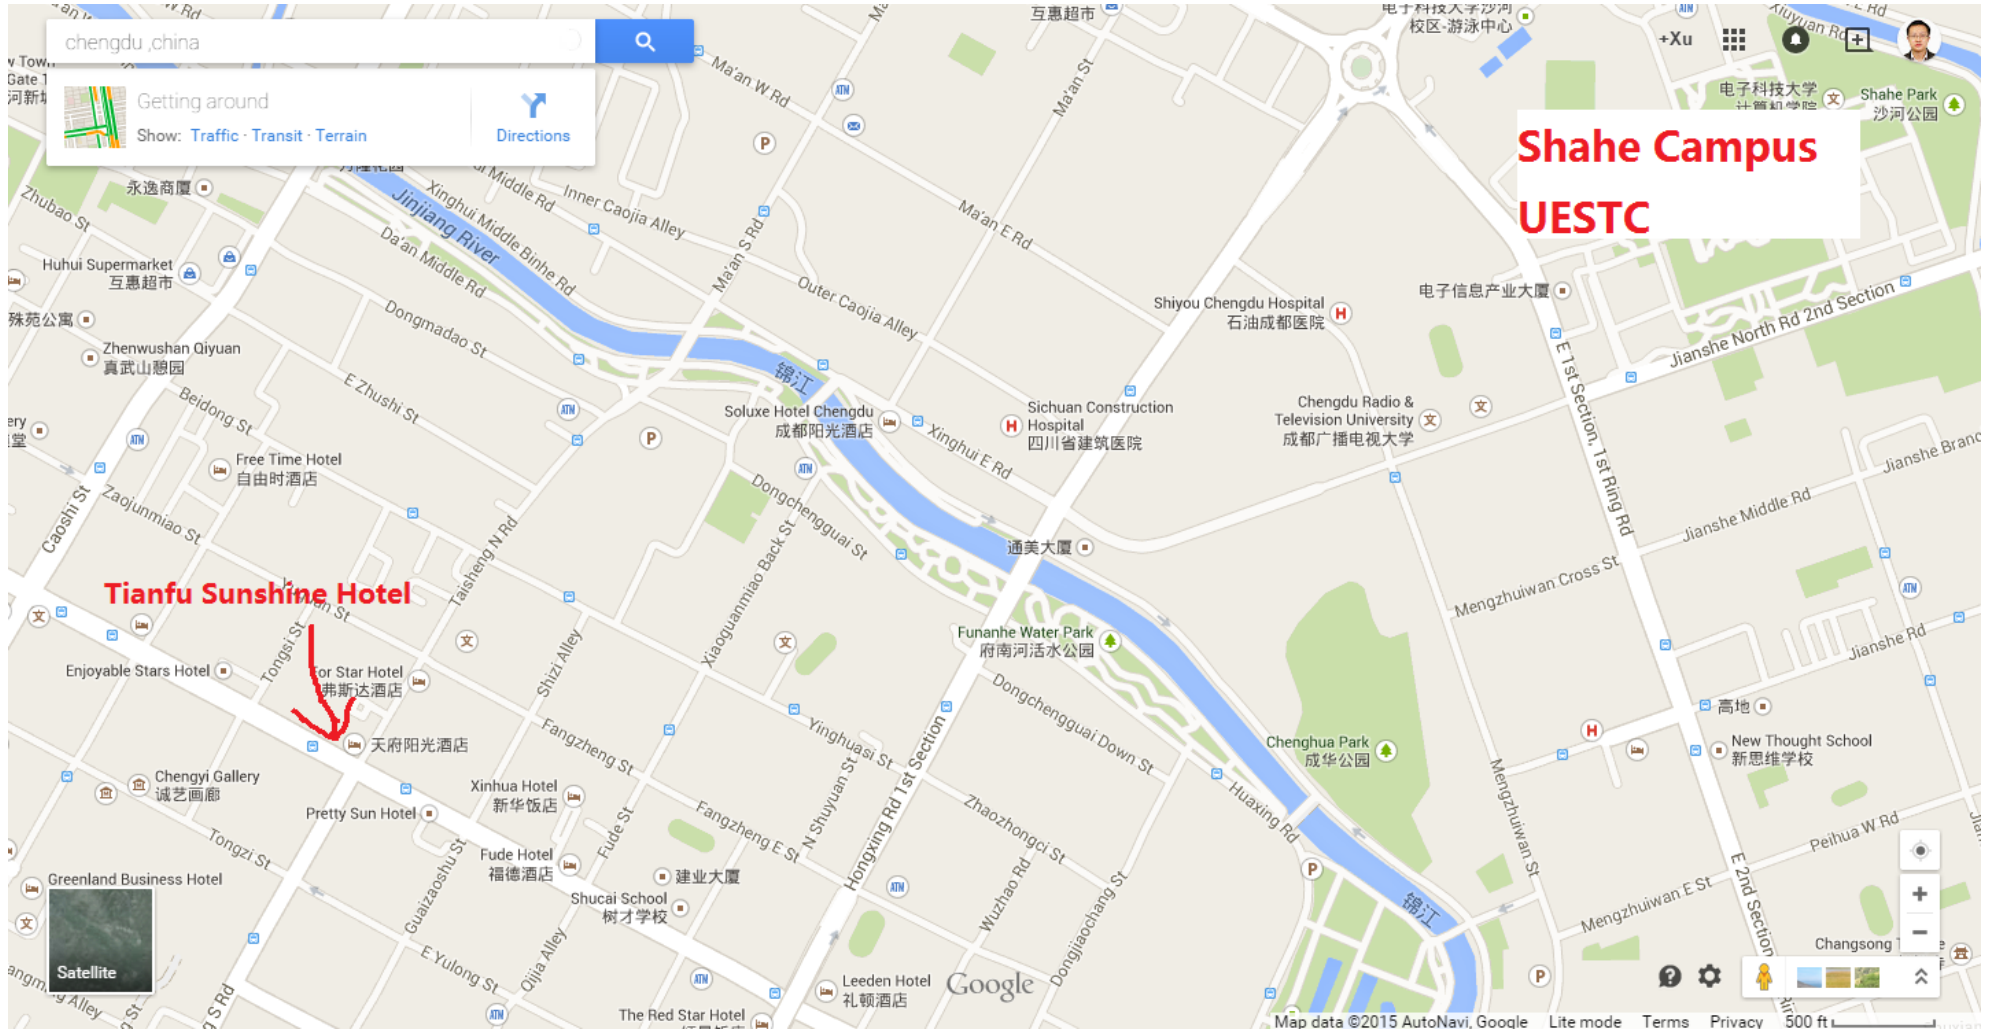 chengdu ,china
Getting around
Show: Traffic · Transit · Terrain
Directions
+Xu
互惠超市
校区-游泳中心
电子科技大学
Shahe Park
沙河公园
Shahe Campus
UESTC
Ma'an W Rd
Ma'an St
永逸商厦
Zhubao St
Jinjiang River
Xinghui Middle Binhe Rd
Inner Caojia Alley
Ma'an S Rd
Ma'an E Rd
Da'an Middle Rd
Huhui Supermarket
互惠超市
Outer Caojia Alley
Dongmadao St
殊苑公寓
Zhenwushan Qiyuan
真武山憩园
E Zhushi St
Beidong St
Shiyou Chengdu Hospital
石油成都医院
电子信息产业大厦
Jianshe North Rd 2nd Section
E 1st Section, 1st Ring Rd
锦江
Soluxe Hotel Chengdu
成都阳光酒店
Sichuan Construction
Hospital
四川省建筑医院
Chengdu Radio &
Television University
成都广播电视大学
Xinghui E Rd
Free Time Hotel
自由时酒店
Caoshi St
Zaojunmiao St
Dongchengguai St
Jianshe Middle Rd
通美大厦
Taisheng N Rd
Xiaoguanmiao Back St
Mengzhuiwan Cross St
Tianfu Sunshine Hotel
Tongsi St
Shizi Alley
Funanhe Water Park
府南河活水公园
Jianshe Rd
Enjoyable Stars Hotel
For Star Hotel
弗斯达酒店
Dongchengguai Down St
天府阳光酒店
Fangzheng St
Yinghuasi St
Hongxing Rd 1st Section
Chenghua Park
成华公园
高地
New Thought School
新思维学校
Chengyi Gallery
诚艺画廊
Xinhua Hotel
新华饭店
Pretty Sun Hotel
Fangzheng E St
N Shuyuan St
Zhaozhongci St
Huaxing Rd
Mengzhuiwan St
Peihua W Rd
Tongzi St
Fude St
Fude Hotel
福德酒店
建业大厦
Greenland Business Hotel
Guaizaoshu St
Shucai School
树才学校
Wuzhao Rd
Dongjiaochang St
锦江
Mengzhuiwan E St
E 2nd Section
Changsong
E Yulong St
Qijia Alley
Satellite
Leeden Hotel
礼顿酒店
Google
The Red Star Hotel
Map data ©2015 AutoNavi, Google Lite mode Terms Privacy 500 ft